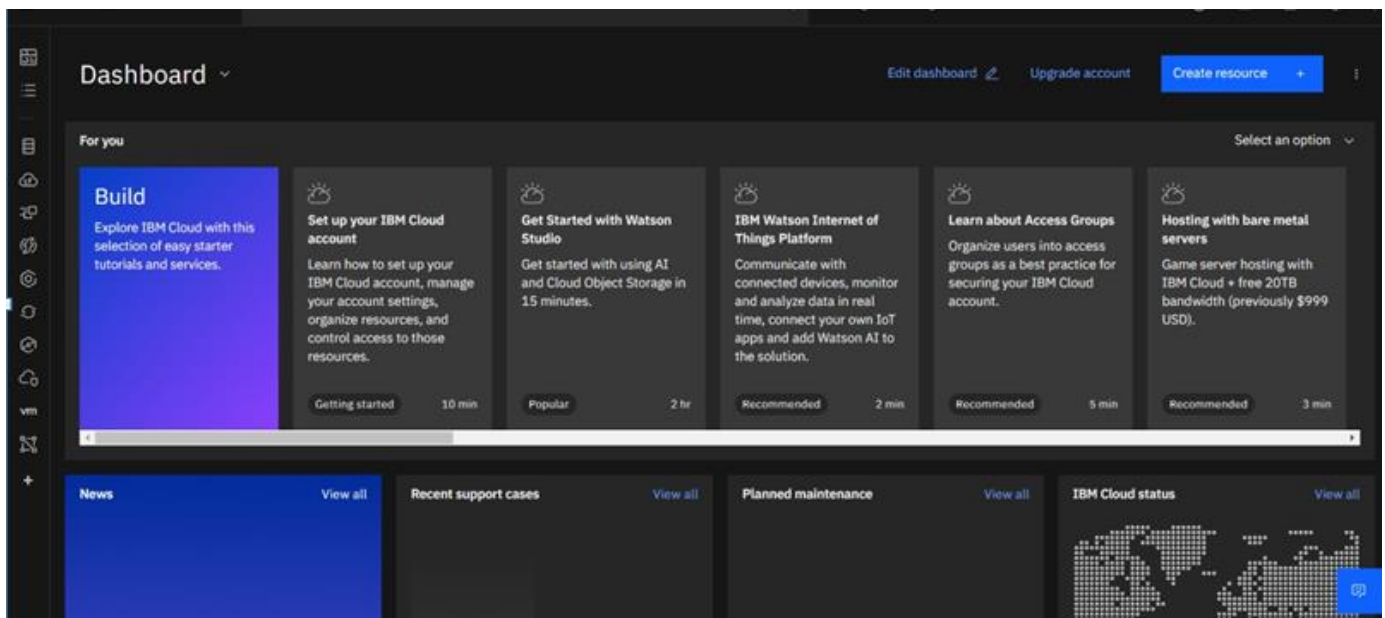 Dashboard
Edit dashboard
Upgrade account
Create resource +
For you
Select an option
Build
Explore IBM Cloud with this
selection of easy starter
tutorials and services.
Set up your IBM Cloud
account
Learn how to set up your
IBM Cloud account, manage
your account settings,
organize resources, and
control access to those
resources.
Getting started
10 min
Get Started with Watson
Studio
Get started with using AI
and Cloud Object Storage in
15 minutes.
Popular
2 hr
IBM Watson Internet of
Things Platform
Communicate with
connected devices, monitor
and analyze data in real
time, connect your own IoT
apps and add Watson AI to
the solution.
Recommended
2 min
Learn about Access Groups
Organize users into access
groups as a best practice for
securing your IBM Cloud
account.
Recommended
5 min
Hosting with bare metal
servers
Game server hosting with
IBM Cloud + free 20TB
bandwidth (previously $999
USD).
Recommended
3 min
vm
News
View all
Recent support cases
View all
Planned maintenance
View all
IBM Cloud status
View all